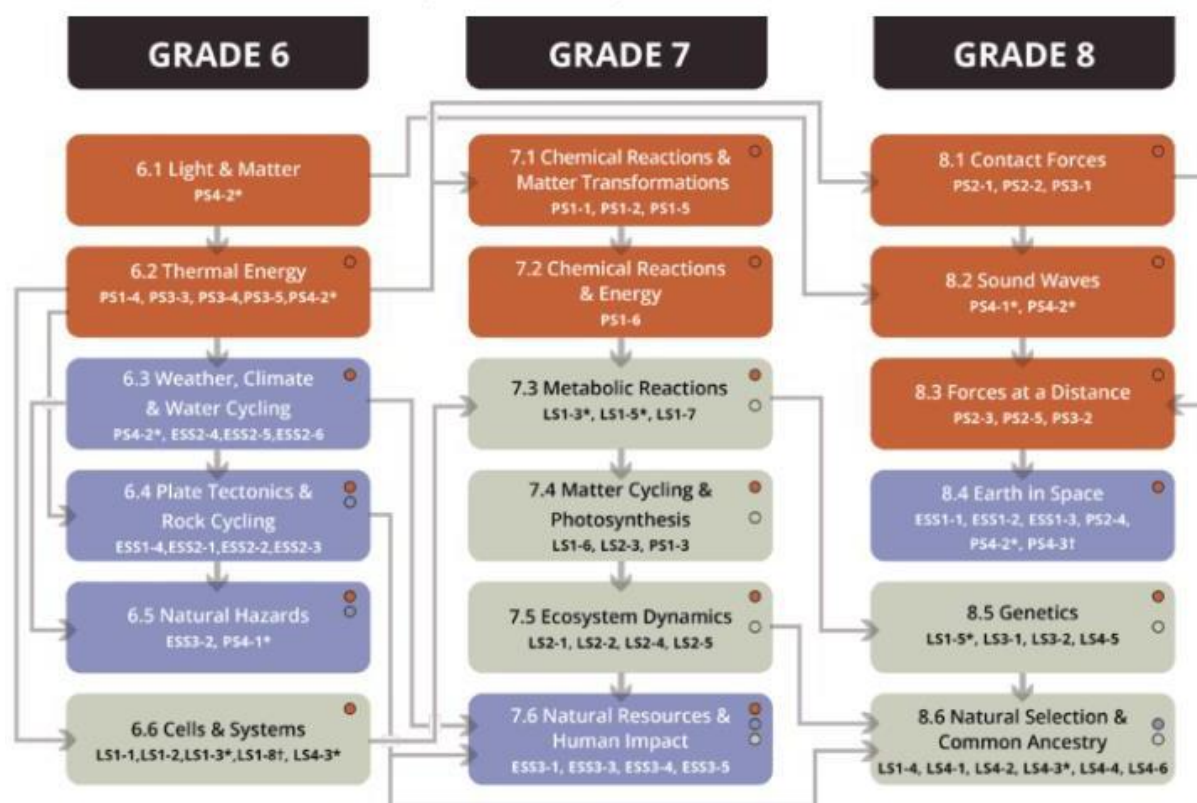 GRADE 6
GRADE 7
GRADE 8
6.1 Light & Matter
PS4-2*
6.2 Thermal Energy
PS1-4, PS3-3, PS3-4,PS3-5,PS4-2*
6.3 Weather, Climate
& Water Cycling
PS4-2*, ESS2-4,ESS2-5,ESS2-6
6.4 Plate Tectonics &
Rock Cycling
ESS1-4,ESS2-1,ESS2-2,ESS2-3
6.5 Natural Hazards
ESS3-2, PS4-1*
6.6 Cells & Systems
LS1-1,LS1-2,LS1-3*,LS1-8†, LS4-3*
7.1 Chemical Reactions &
Matter Transformations
PS1-1, PS1-2, PS1-5
7.2 Chemical Reactions
& Energy
PS1-6
7.3 Metabolic Reactions
LS1-3*, LS1-5*, LS1-7
7.4 Matter Cycling &
Photosynthesis
LS1-6, LS2-3, PS1-3
7.5 Ecosystem Dynamics
LS2-1, LS2-2, LS2-4, LS2-5
7.6 Natural Resources &
Human Impact
ESS3-1, ESS3-3, ESS3-4, ESS3-5
8.1 Contact Forces
PS2-1, PS2-2, PS3-1
8.2 Sound Waves
PS4-1*, PS4-2*
8.3 Forces at a Distance
PS2-3, PS2-5, PS3-2
8.4 Earth in Space
ESS1-1, ESS1-2, ESS1-3, PS2-4,
PS4-2*, PS4-3†
8.5 Genetics
LS1-5*, LS3-1, LS3-2, LS4-5
8.6 Natural Selection &
Common Ancestry
LS1-4, LS4-1, LS4-2, LS4-3*, LS4-4, LS4-6